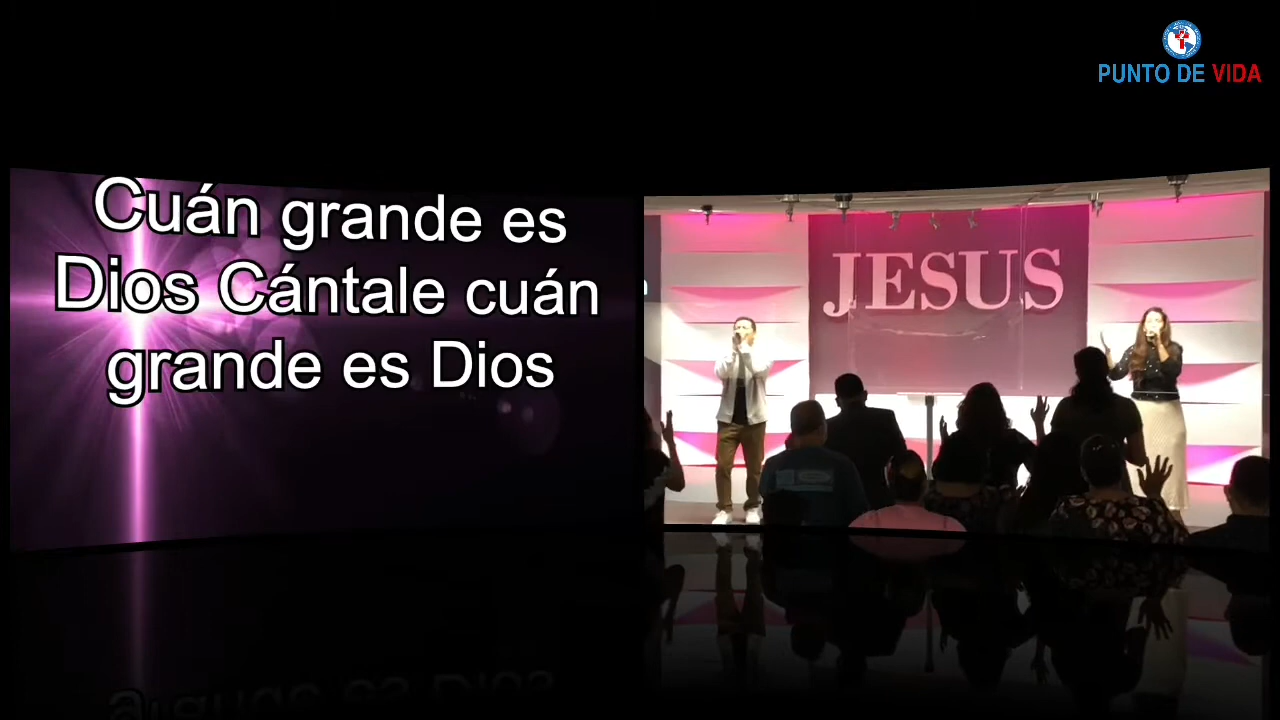 PUNTO DE VIDA
Cuán grande es
Dios Cántale cuán
grande es Dios
JESUS